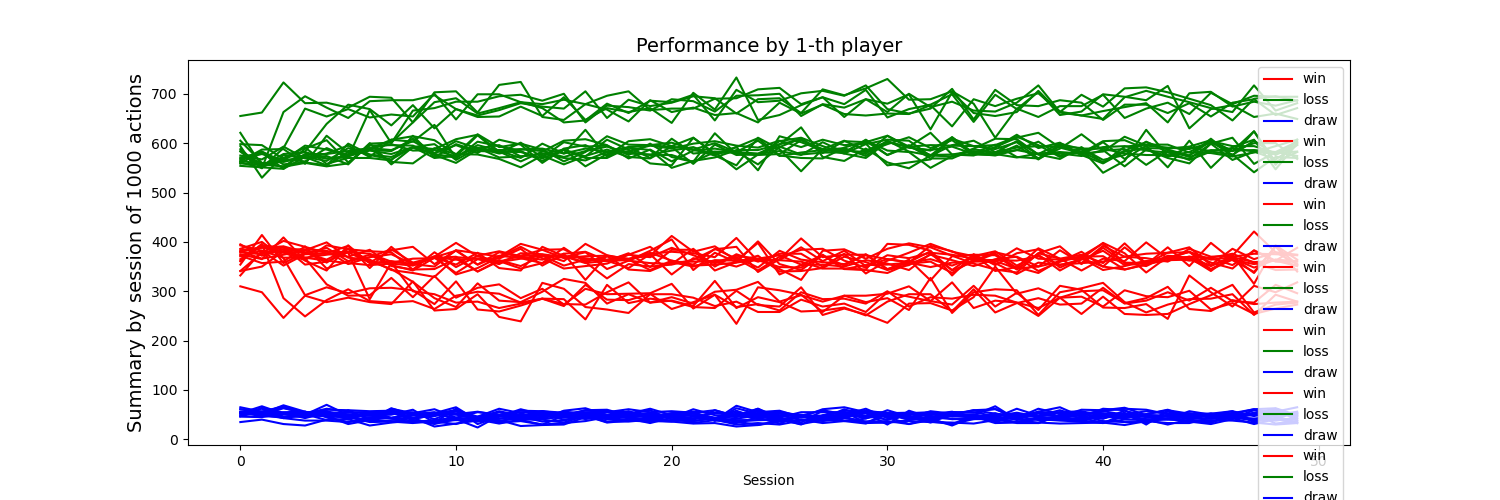 Performance by 1-th player
Summary by session of 1000 actions
700
600
500
400
300
200
100
0
0 10 20 30 40 50
Session
win
loss
draw
win
loss
draw
win
loss
draw
win
loss
draw
win
loss
draw
win
loss
draw
win
loss
draw